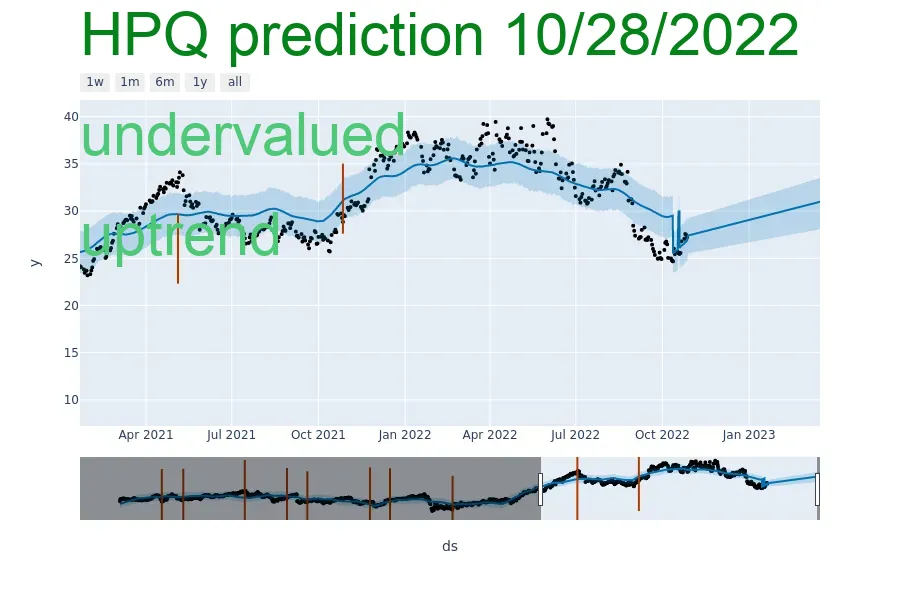 HPQ prediction 10/28/2022
1w 1m 6m 1y all
undervalued
uptrend
40
35
30
25
20
15
10
y
Apr 2021 Jul 2021 Oct 2021 Jan 2022 Apr 2022 Jul 2022 Oct 2022 Jan 2023
ds